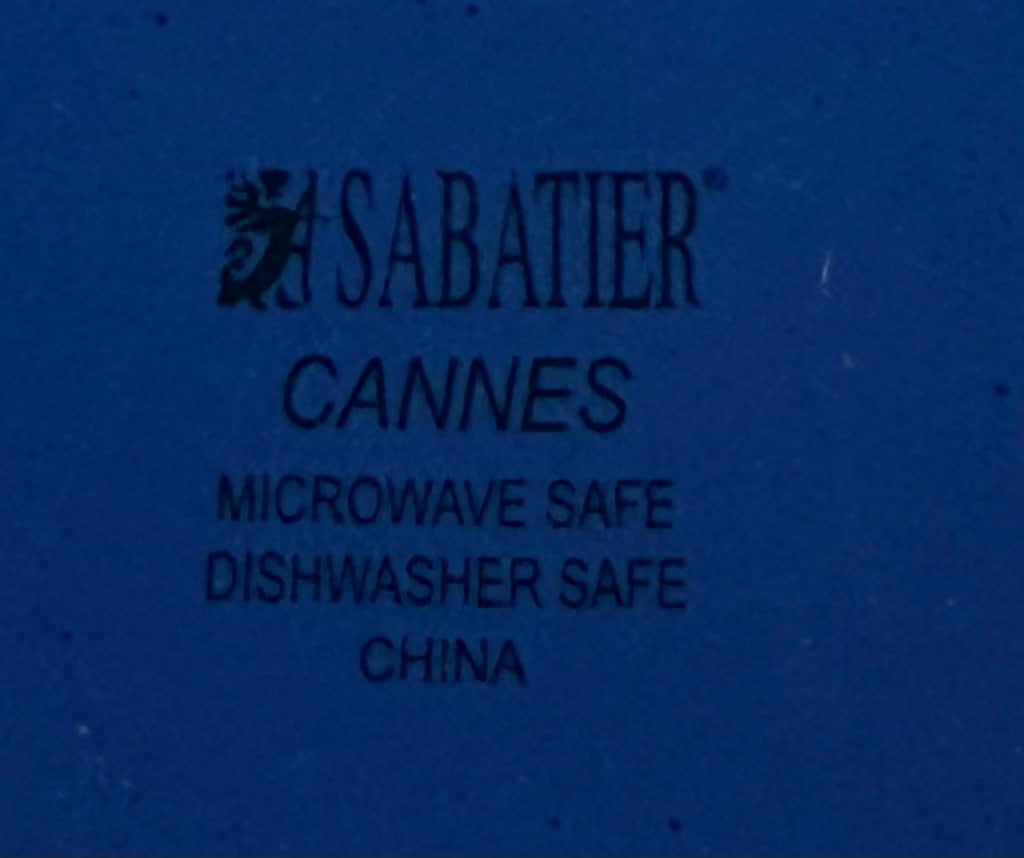 SABATIER®
CANNES
MICROWAVE SAFE
DISHWASHER SAFE
CHINA